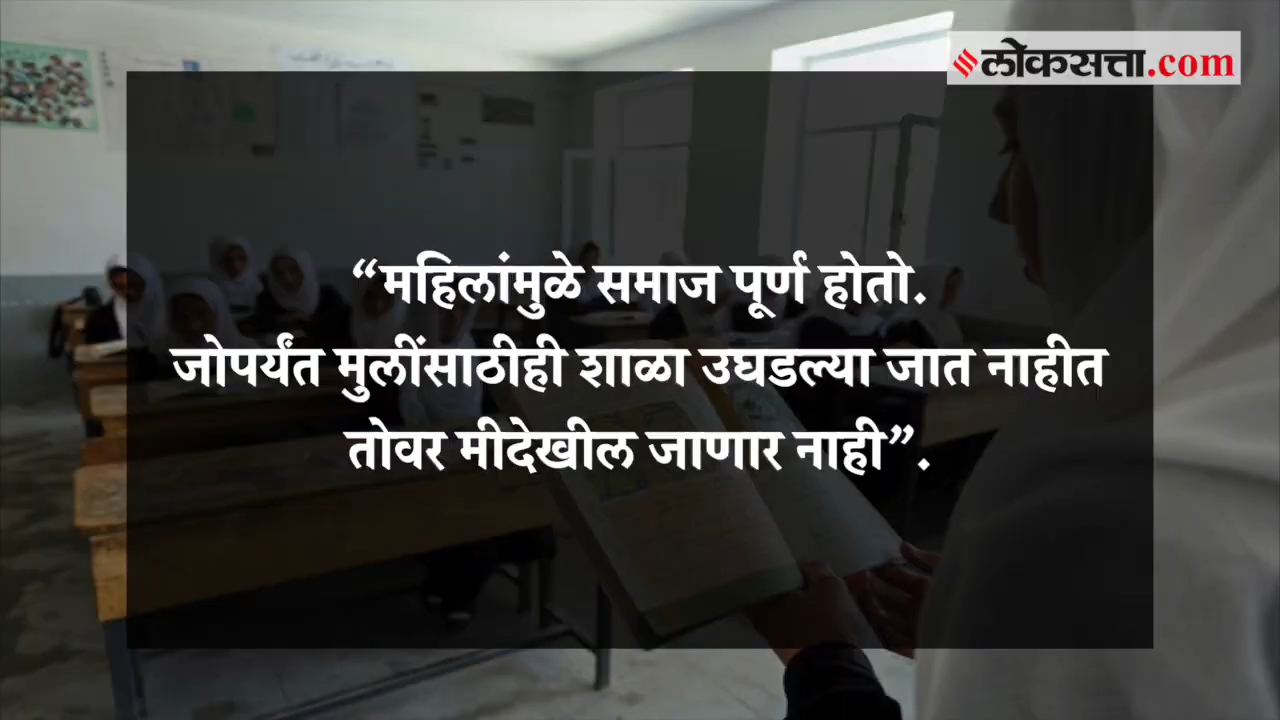 लोकसत्ता.com
“महिलांमुळे समाज पूर्ण होतो.
जोपर्यंत मुलींसाठीही शाळा उघडल्या जात नाहीत
तोवर मीदेखील जाणार नाही”.